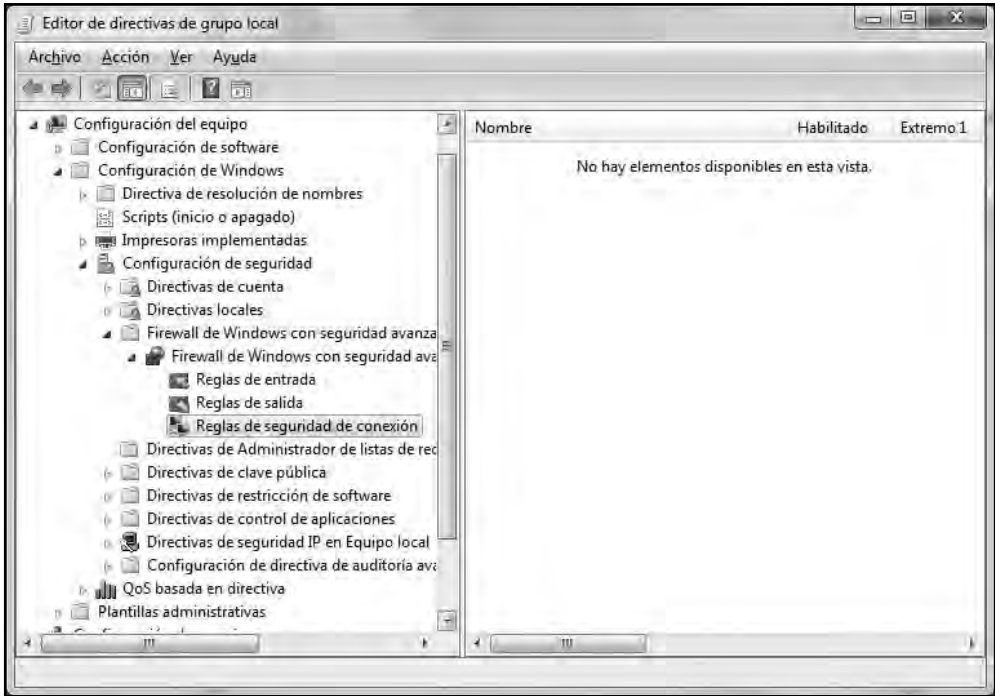 Editor de directivas de grupo local
Archivo Acción Ver Ayuda
Configuración del equipo
Configuración de software
Configuración de Windows
Directiva de resolución de nombres
Scripts (inicio o apagado)
Impresoras implementadas
Configuración de seguridad
Directivas de cuenta
Directivas locales
Firewall de Windows con seguridad avanza
Firewall de Windows con seguridad ava
Reglas de entrada
Reglas de salida
Reglas de seguridad de conexión
Directivas de Administrador de listas de red
Directivas de clave pública
Directivas de restricción de software
Directivas de control de aplicaciones
Directivas de seguridad IP en Equipo local
Configuración de directiva de auditoría ava
QoS basada en directiva
Plantillas administrativas
Nombre Habilitado Extremo 1
No hay elementos disponibles en esta vista.